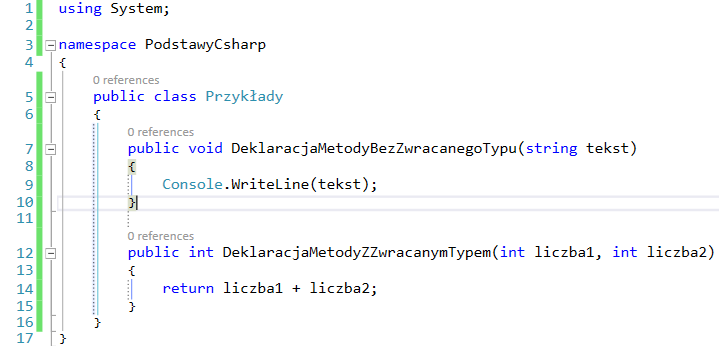 1 using System;
2
3 namespace PodstawyCsharp
4 {
0 references
5 public class Przykłady
6 {
0 references
7 public void DeklaracjaMetodyBezZwracanegoTypu(string tekst)
8 {
9 Console.WriteLine(tekst);
10 }
11
0 references
12 public int DeklaracjaMetodyZZwracanymTypem(int liczba1, int liczba2)
13 {
14 return liczba1 + liczba2;
15 }
16 }
17 }